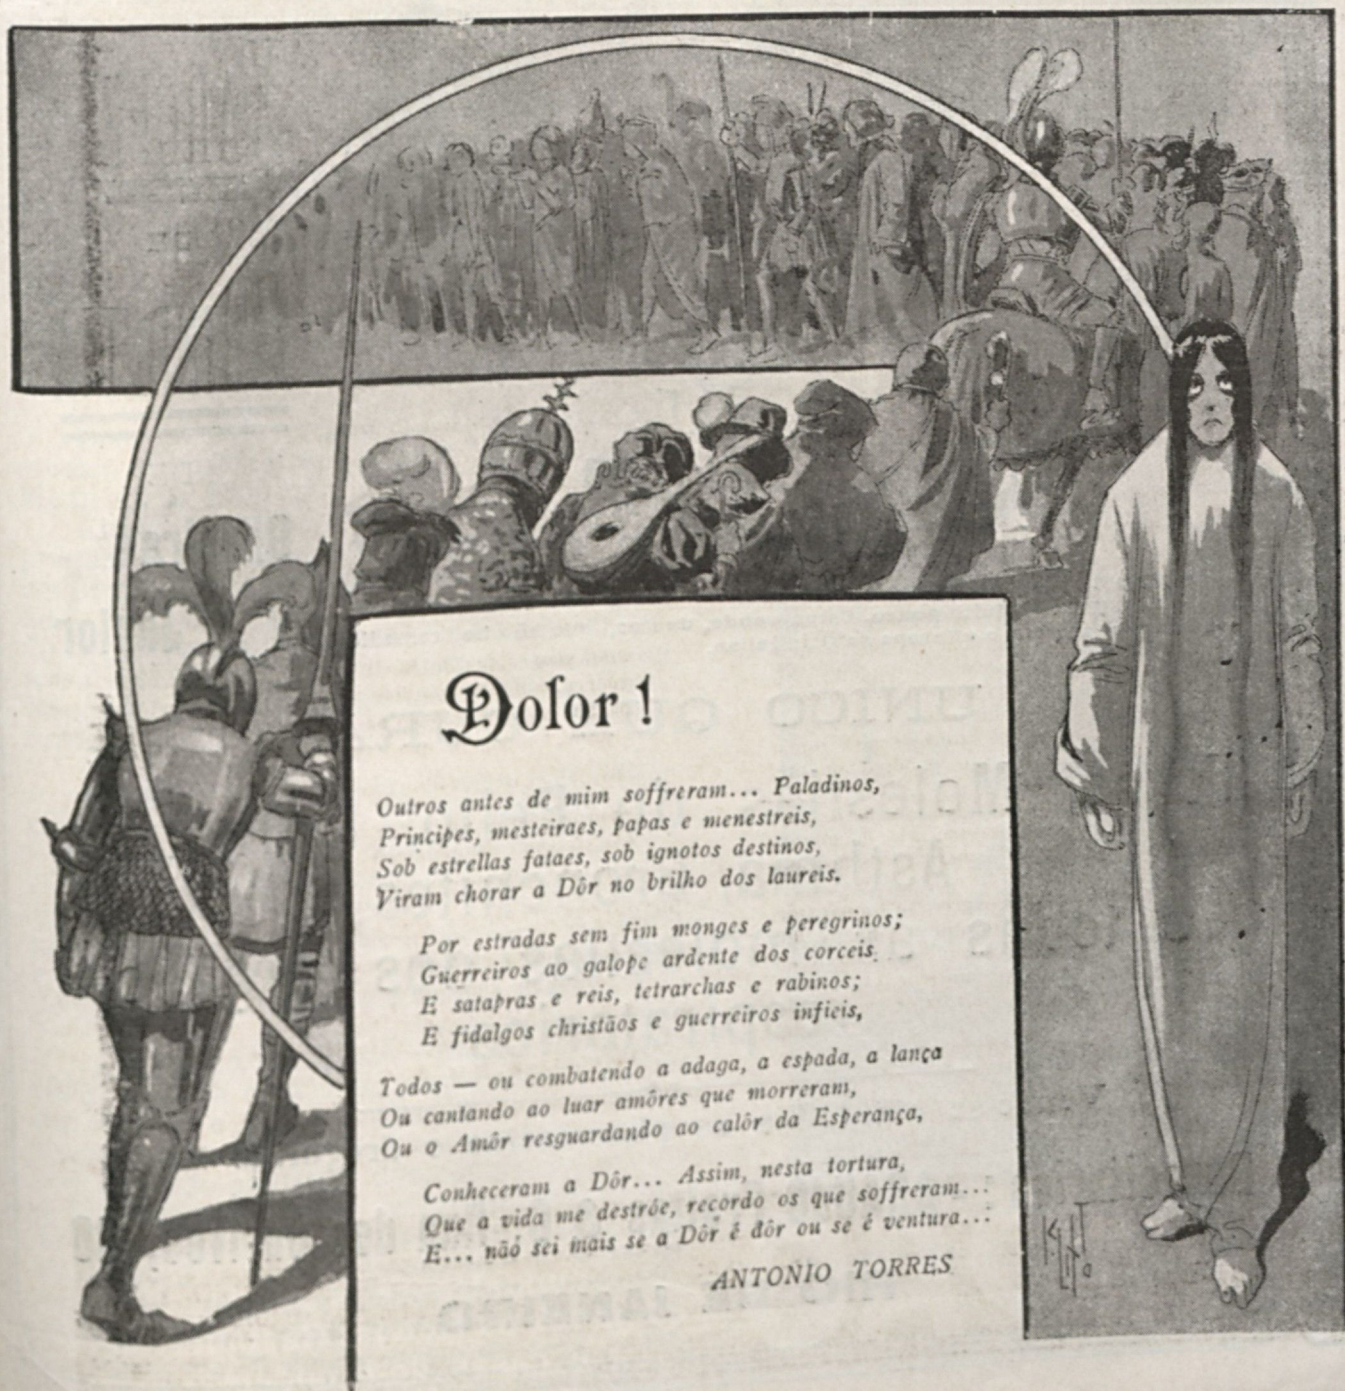 Dolor !
Outros antes de mim soffreram... Paladinos,
Principes, mesteiraes, papas e menestreis,
Sob estrellas fataes, sob ignotos destinos,
Viram chorar a Dôr no brilho dos laureis.
Por estradas sem fim monges e peregrinos;
Guerreiros ao galope ardente dos corceis
E satapras e reis, tetrarchas e rabinos;
E fidalgos christãos e guerreiros infieis,
Todos — ou combatendo a adaga, a espada, a lança
Ou cantando ao luar amôres que morreram,
Ou o Amôr resguardando ao calôr da Esperança,
Conheceram a Dôr... Assim, nesta tortura,
Que a vida me destróe, recordo os que soffreram...
E... não sei mais se a Dôr é dôr ou se é ventura...
ANTONIO TORRES